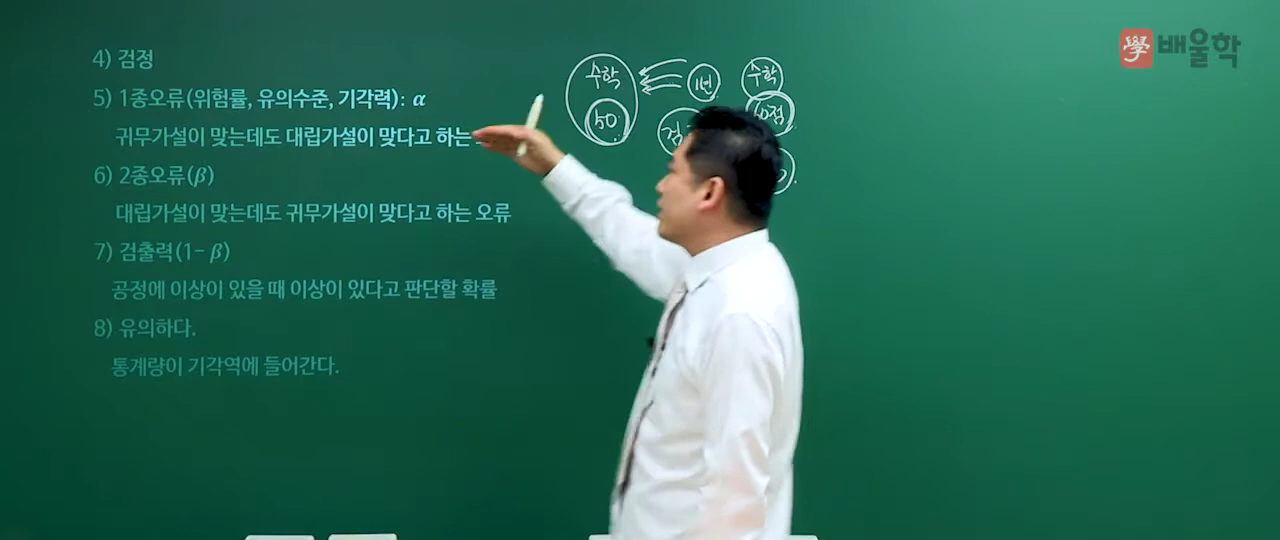 學 배울학
4) 검정
5) 1종오류(위험률, 유의수준, 기각력): α
귀무가설이 맞는데도 대립가설이 맞다고 하는
6) 2종오류(β)
대립가설이 맞는데도 귀무가설이 맞다고 하는 오류
7) 검출력(1- β)
공정에 이상이 있을 때 이상이 있다고 판단할 확률
8) 유의하다.
통계량이 기각역에 들어간다.
수학
50
1번
수학